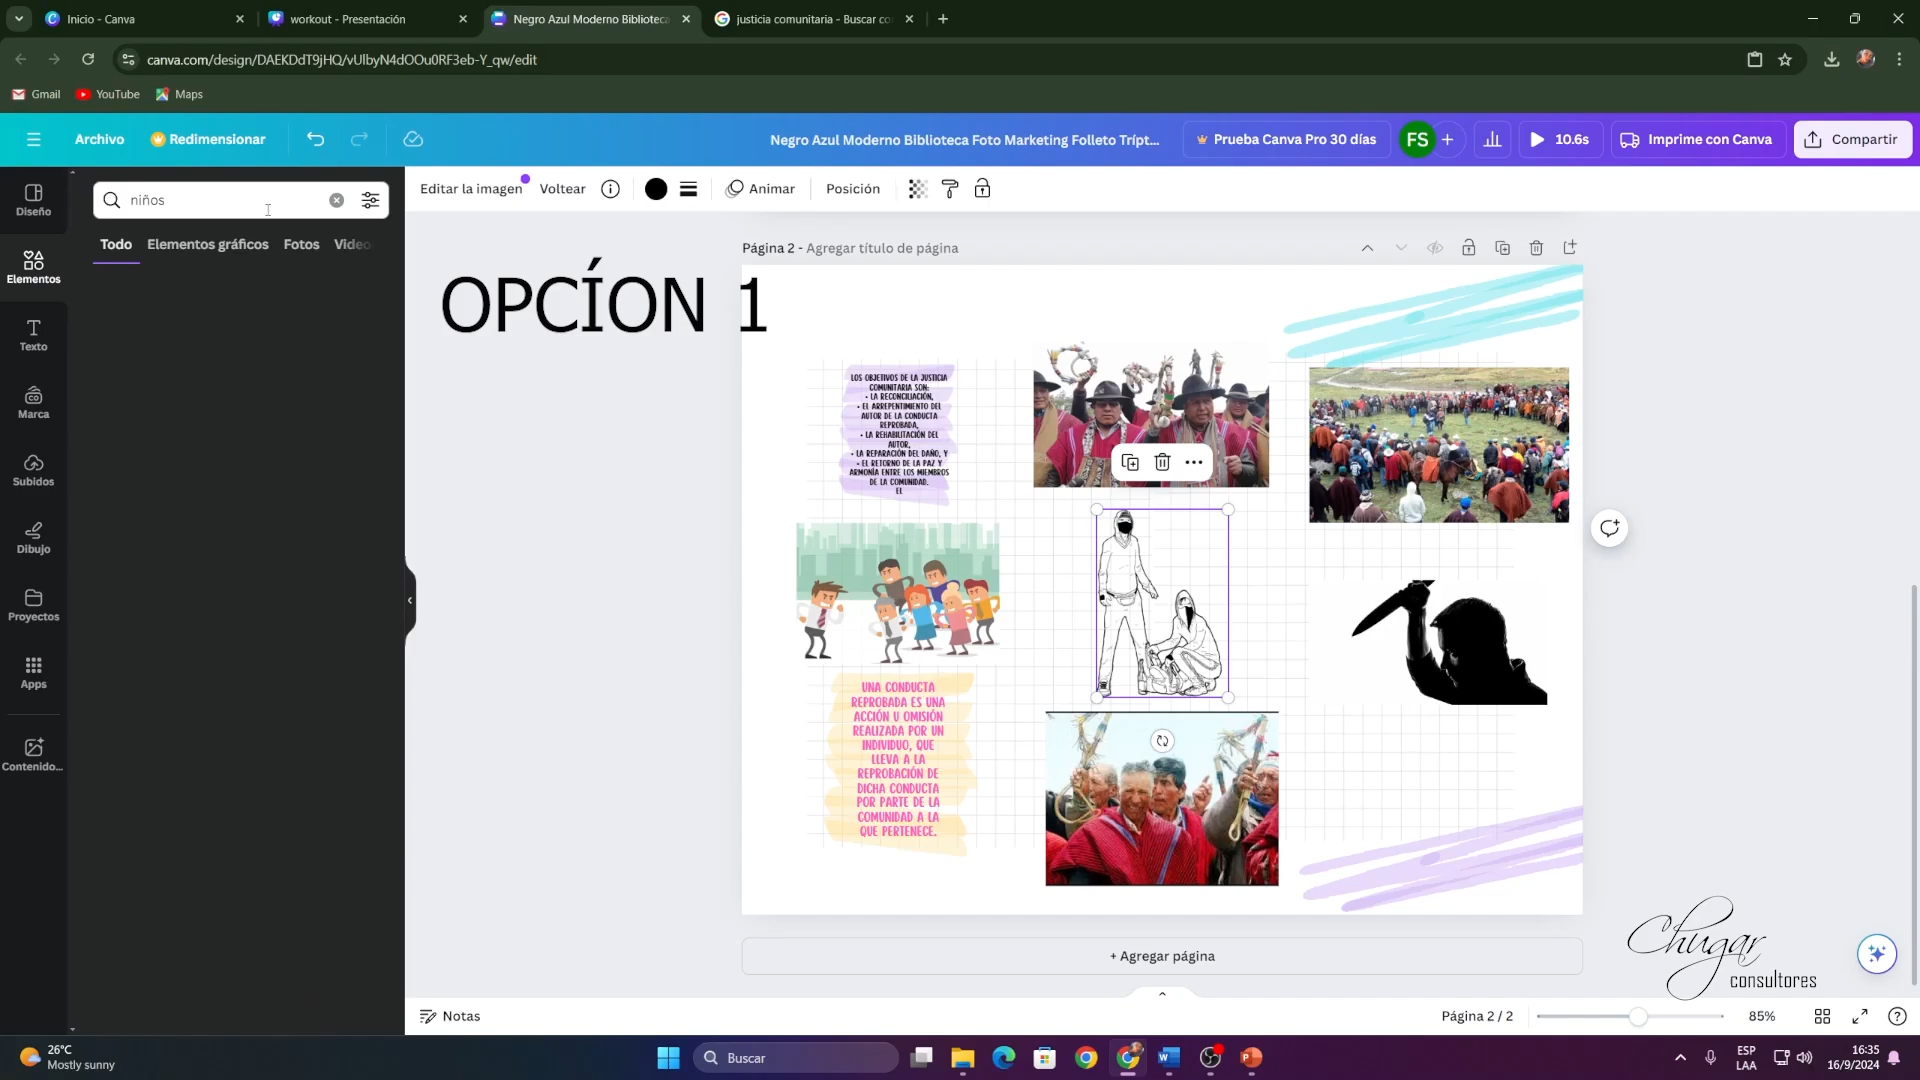 Inicio - Canva
workout - Presentación
Negro Azul Moderno Bibliotec
justicia comunitaria - Buscar co
canva.com/design/DAEKDdT9jHQ/vUlbyN4dOOu0RF3eb-Y_qw/edit
Gmail
YouTube
Maps
Archivo
Redimensionar
Negro Azul Moderno Biblioteca Foto Marketing Folleto Trípt...
Prueba Canva Pro 30 días
FS
10.6s
Imprime con Canva
Compartir
Diseño
Elementos
Texto
Marca
Subidos
Dibujo
Proyectos
Apps
Contenido...
niños
Todo
Elementos gráficos
Fotos
Video
Editar la imagen
Voltear
Animar
Posición
Página 2 - Agregar título de página
OPCÍON 1
LOS OBJETIVOS DE LA JUSTICIA
COMUNITARIA SON:
• LA RECONCILIACIÓN,
• EL ARREPENTIMIENTO DEL
AUTOR DE LA CONDUCTA
REPROBADA,
• LA REHABILITACIÓN DEL
AUTOR,
• LA REPARACIÓN DEL DAÑO, Y
• EL RETORNO DE LA PAZ Y
ARMONÍA ENTRE LOS MIEMBROS
DE LA COMUNIDAD.
EL
UNA CONDUCTA
REPROBADA ES UNA
ACCIÓN U OMISIÓN
REALIZADA POR UN
INDIVIDUO, QUE
LLEVA A LA
REPROBACIÓN DE
DICHA CONDUCTA
POR PARTE DE LA
COMUNIDAD A LA
QUE PERTENECE.
+ Agregar página
Chugar
consultores
Notas
Página 2 / 2
85%
26°C
Mostly sunny
Buscar
ESP
LAA
16:35
16/9/2024